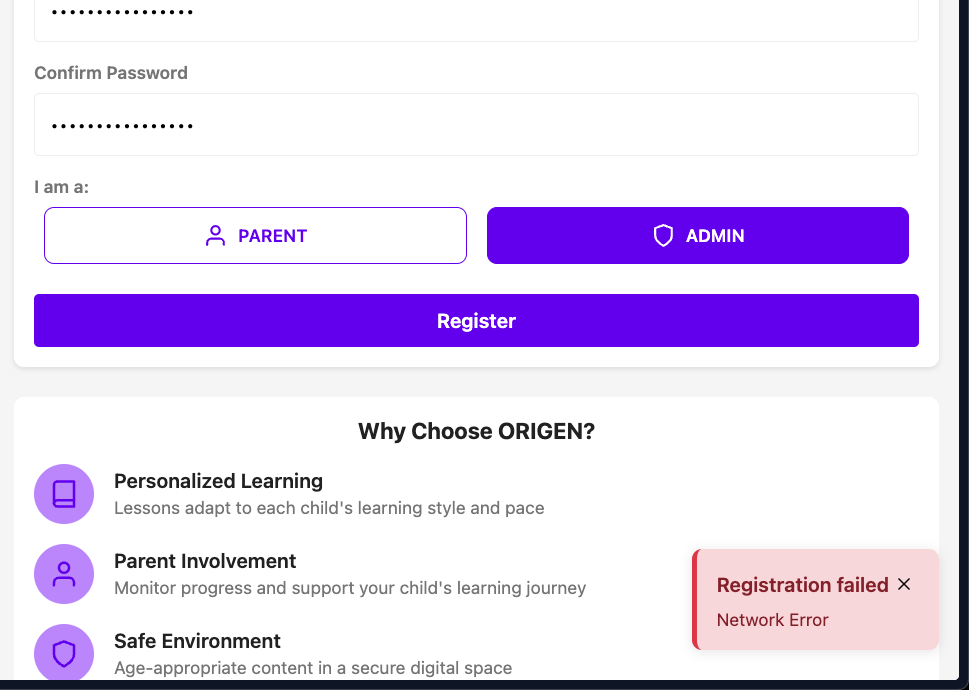 ••••••••••••••••
Confirm Password
••••••••••••••••
I am a:
PARENT
ADMIN
Register
Why Choose ORIGEN?
Personalized Learning
Lessons adapt to each child's learning style and pace
Parent Involvement
Monitor progress and support your child's learning journey
Safe Environment
Age-appropriate content in a secure digital space
Registration failed
Network Error